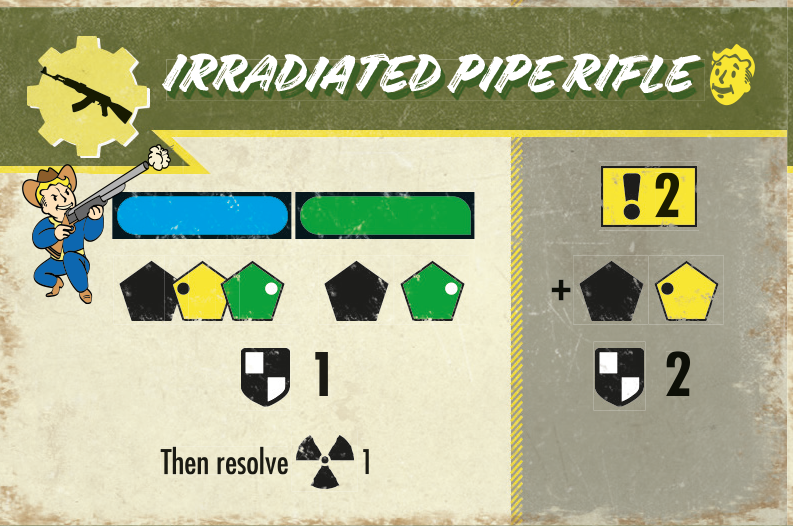 IRRADIATED PIPE RIFLE
! 2
+
1
2
Then resolve 1